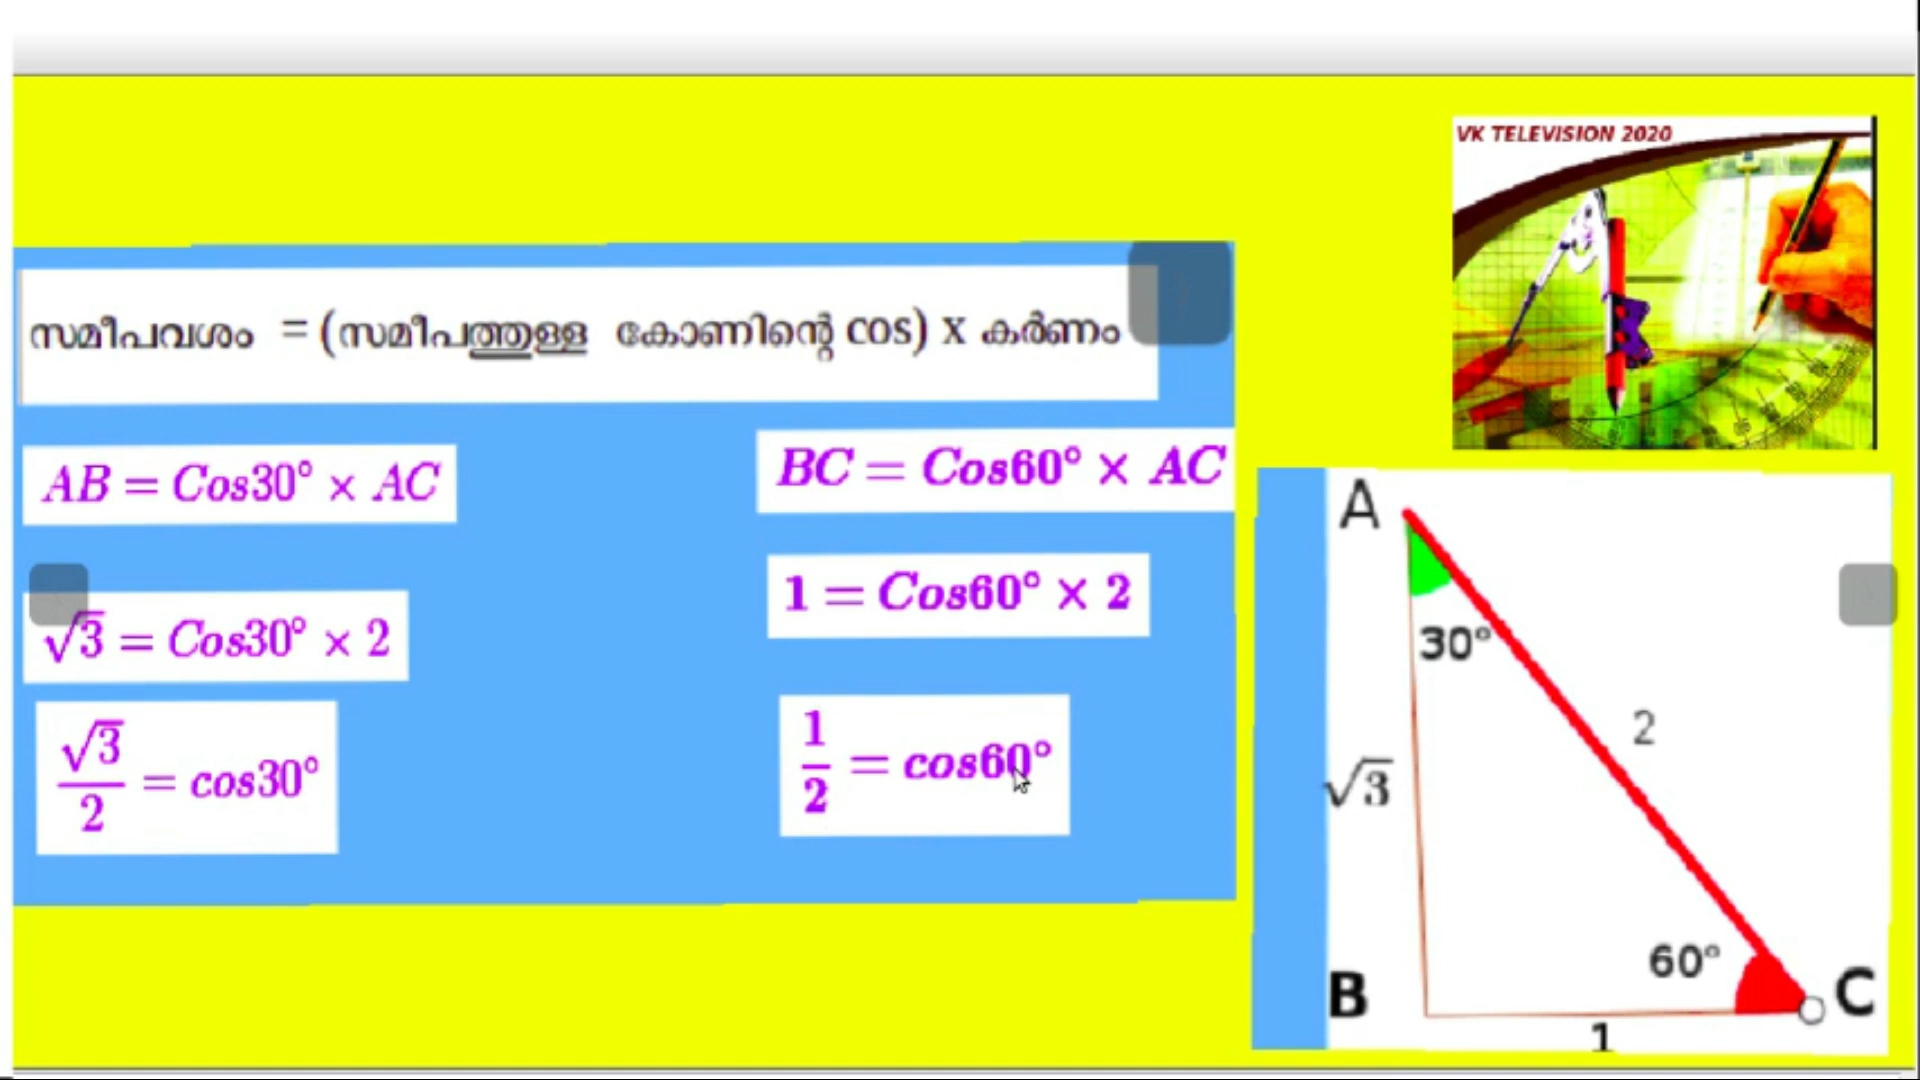 VK TELEVISION 2020
സമീപവശം = (സമീപത്തുള്ള കോണിന്റെ cos) x കർണം
AB = Cos30° × AC
BC = Cos60° × AC
√3 = Cos30° × 2
1 = Cos60° × 2
√3/2 = cos30°
1/2 = cos60°
A
30°
2
√3
60°
B
C
1